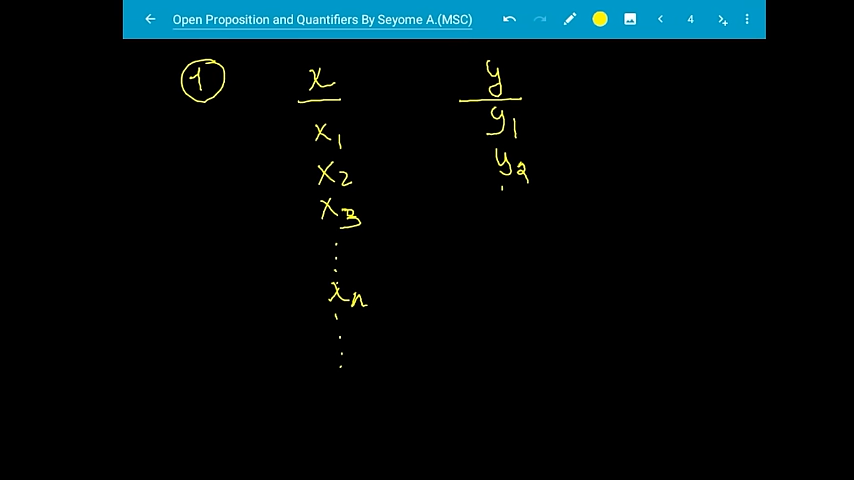 Open Proposition and Quantifiers By Seyome A.(MSC)
4
1 x y
x1 y1
x2 y2
x3
xn